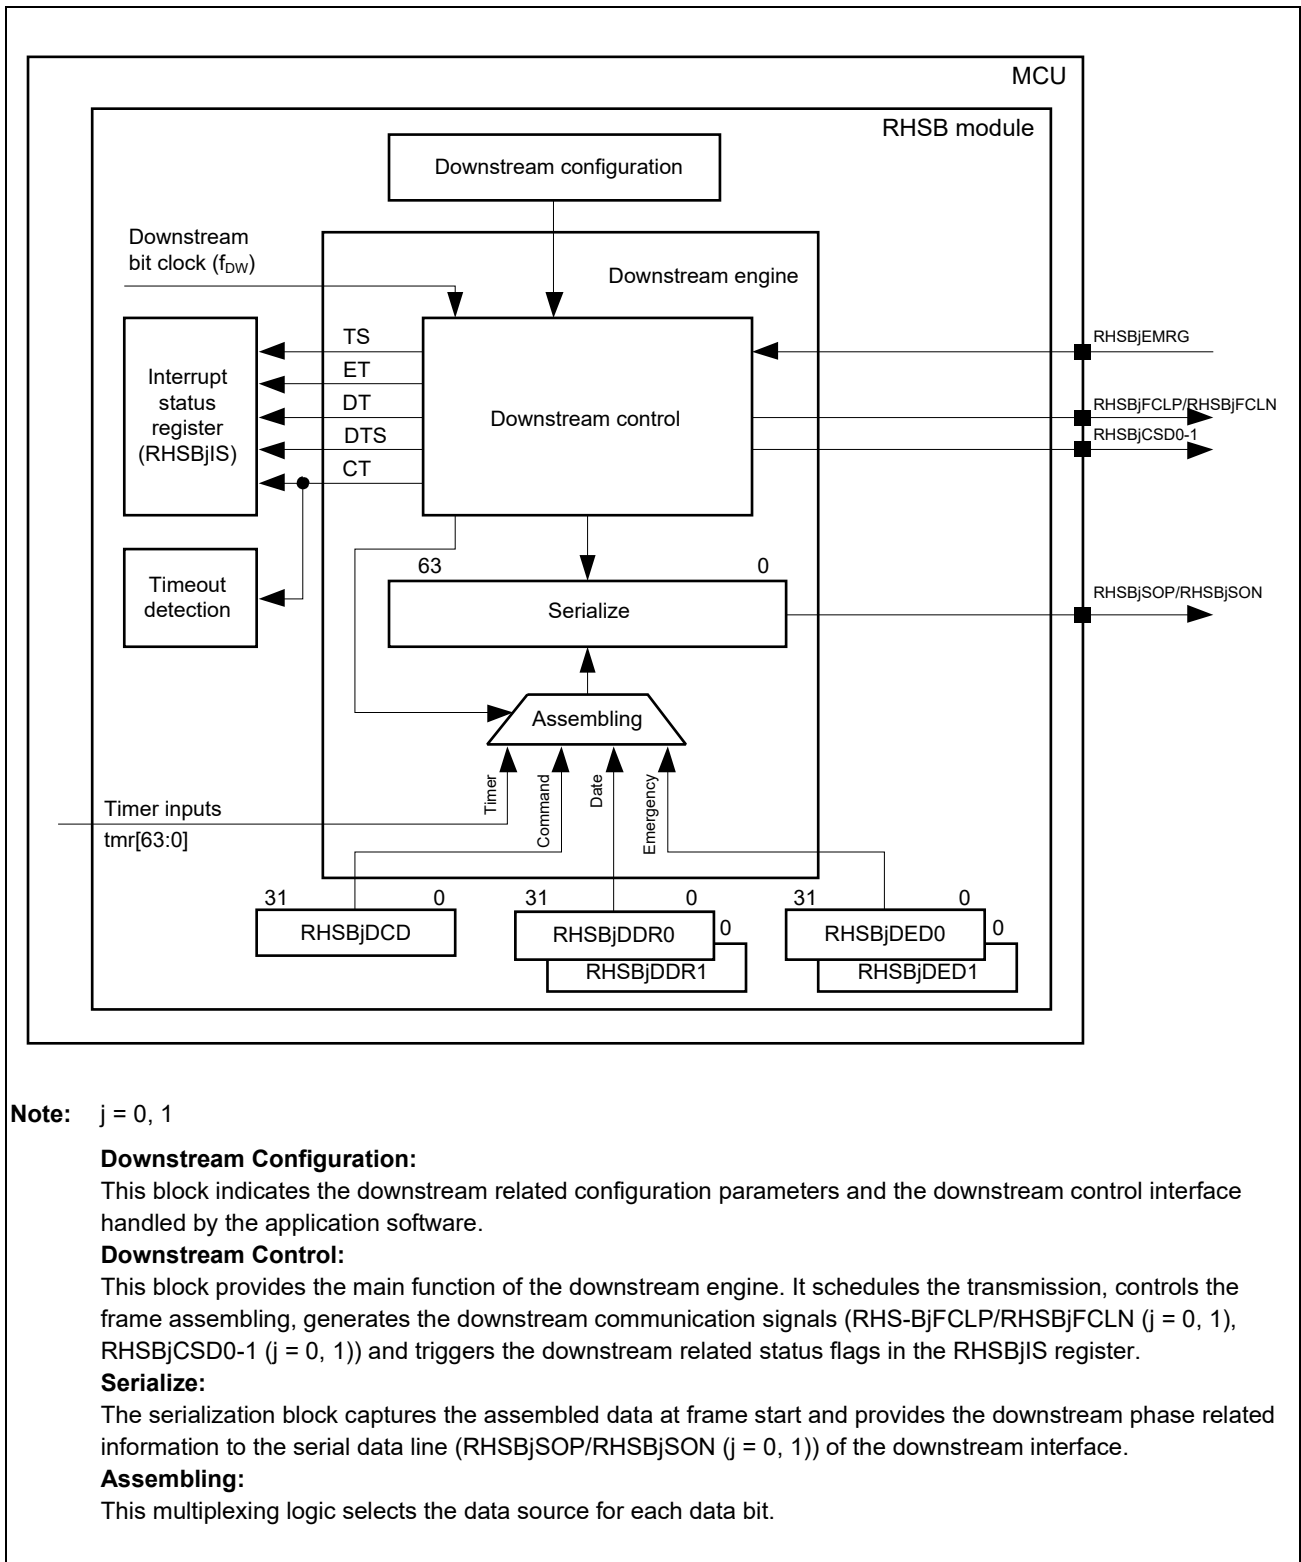 MCU
RHSB module
Downstream configuration
Downstream
bit clock (fDW)
Downstream engine
TS
ET
DT
DTS
CT
Interrupt
status
register
(RHSBjIS)
Downstream control
RHSBjEMRG
RHSBjFCLP/RHSBjFCLN
RHSBjCSD0-1
Timeout
detection
63 0
Serialize
RHSBjSOP/RHSBjSON
Assembling
Timer
Command
Date
Emergency
Timer inputs
tmr[63:0]
31 0
RHSBjDCD
31 0
RHSBjDDR0
0
RHSBjDDR1
31 0
RHSBjDED0
0
RHSBjDED1
Note: j = 0, 1
Downstream Configuration:
This block indicates the downstream related configuration parameters and the downstream control interface
handled by the application software.
Downstream Control:
This block provides the main function of the downstream engine. It schedules the transmission, controls the
frame assembling, generates the downstream communication signals (RHS-BjFCLP/RHSBjFCLN (j = 0, 1),
RHSBjCSD0-1 (j = 0, 1)) and triggers the downstream related status flags in the RHSBjIS register.
Serialize:
The serialization block captures the assembled data at frame start and provides the downstream phase related
information to the serial data line (RHSBjSOP/RHSBjSON (j = 0, 1)) of the downstream interface.
Assembling:
This multiplexing logic selects the data source for each data bit.